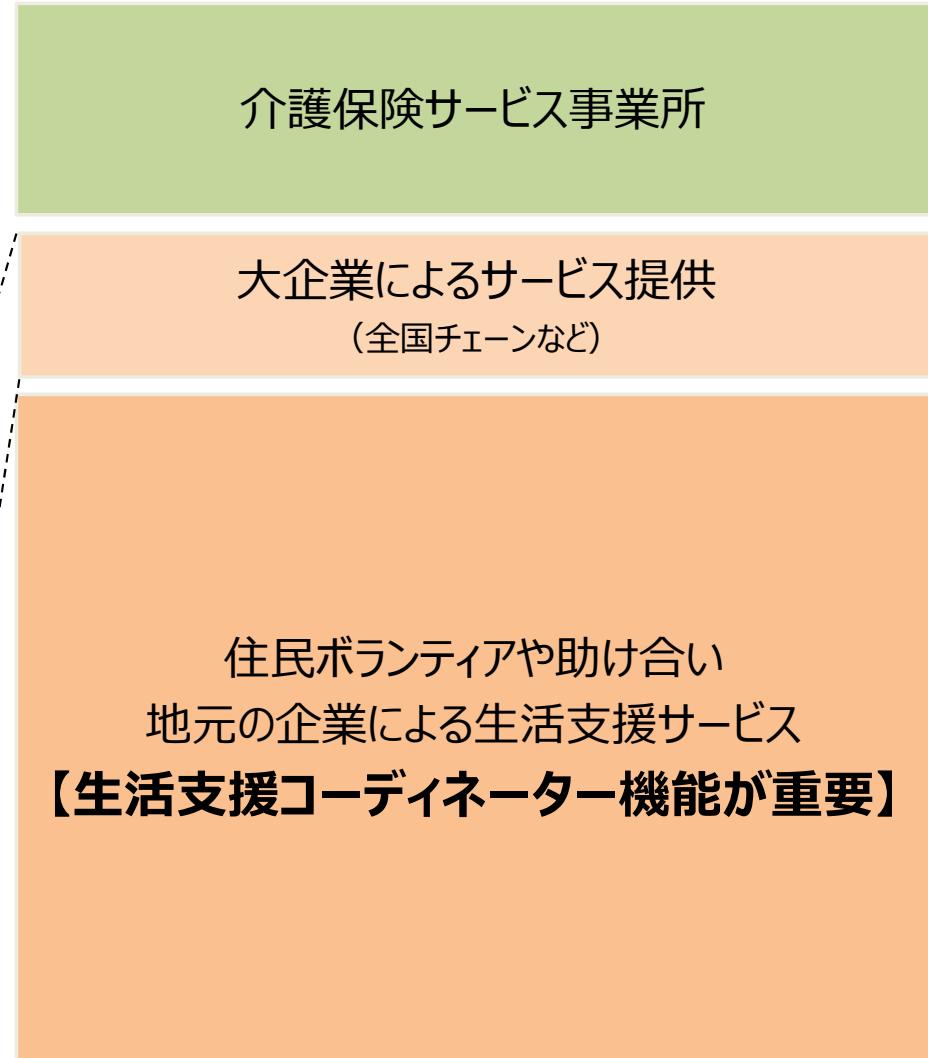 介護保険サービス事業所
大企業によるサービス提供
（全国チェーンなど）
住民ボランティアや助け合い
地元の企業による生活支援サービス
【生活支援コーディネーター機能が重要】